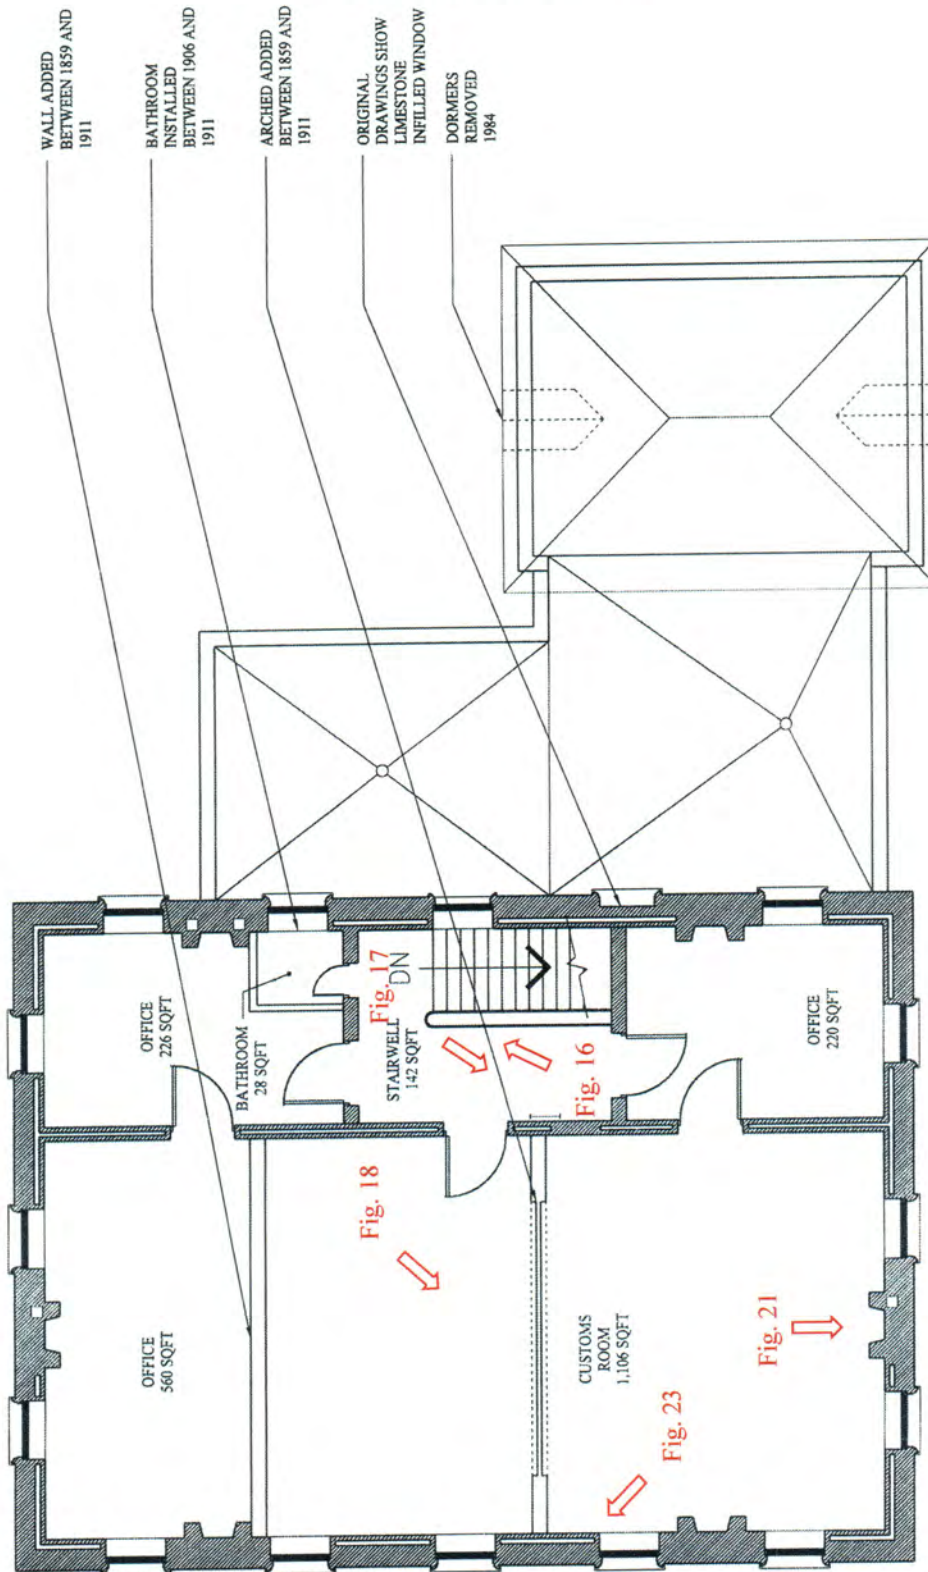 WALL ADDED
BETWEEN 1859 AND
1911
BATHROOM
INSTALLED
BETWEEN 1906 AND
1911
ARCHED ADDED
BETWEEN 1859 AND
1911
ORIGINAL
DRAWINGS SHOW
LIMESTONE
INFILLED WINDOW
DORMERS
REMOVED
1984
OFFICE
226 SQFT
BATHROOM
28 SQFT
Fig. 17
DN
STAIRWELL
142 SQFT
Fig. 16
OFFICE
220 SQFT
OFFICE
560 SQFT
Fig. 18
CUSTOMS
ROOM
1,106 SQFT
Fig. 21
Fig. 23